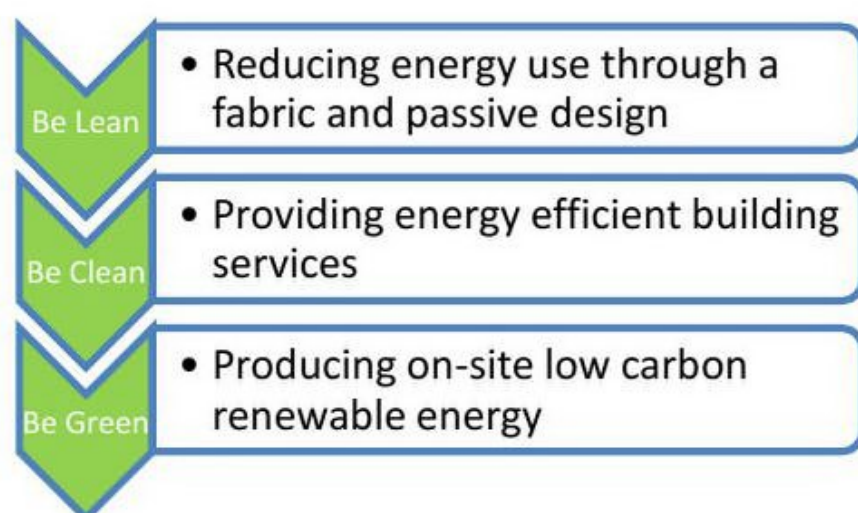 Be Lean
• Reducing energy use through a
fabric and passive design
Be Clean
• Providing energy efficient building
services
Be Green
• Producing on-site low carbon
renewable energy